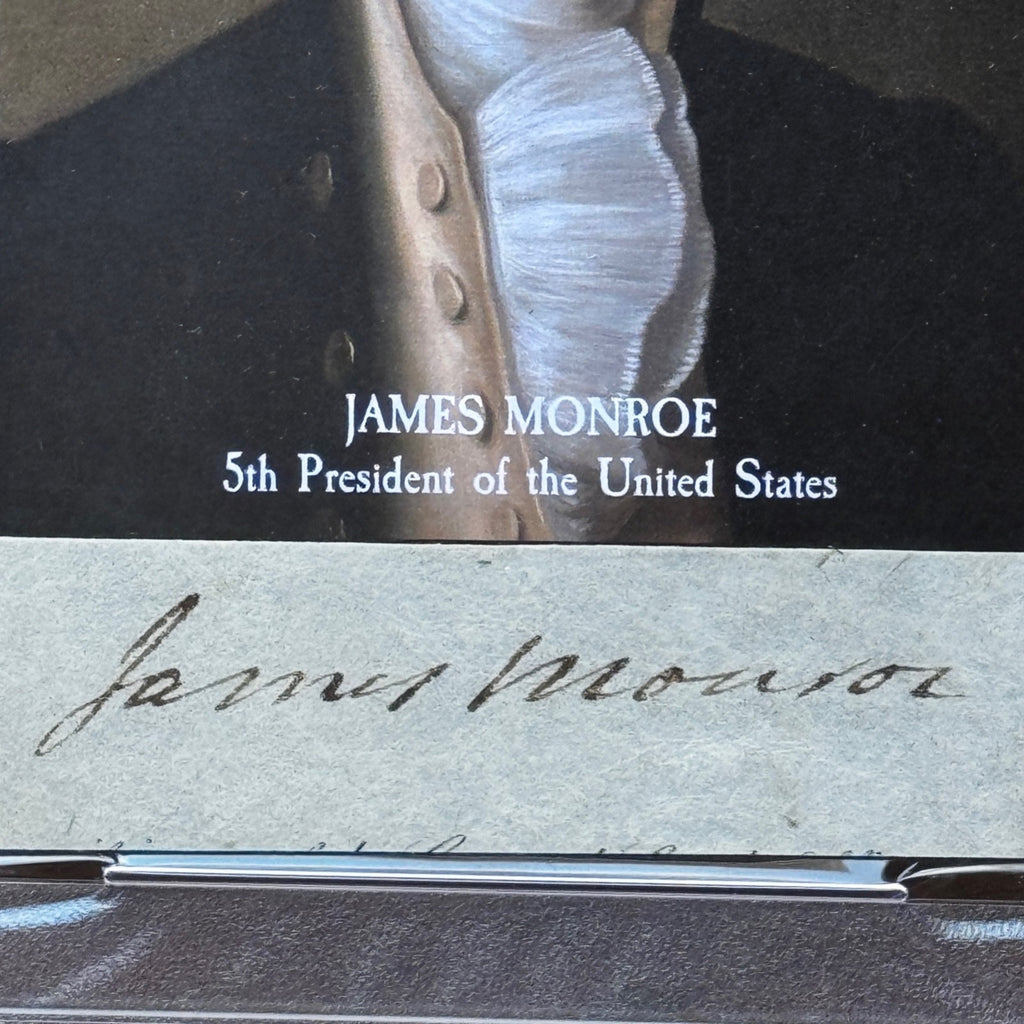 JAMES MONROE
5th President of the United States
James Monroe